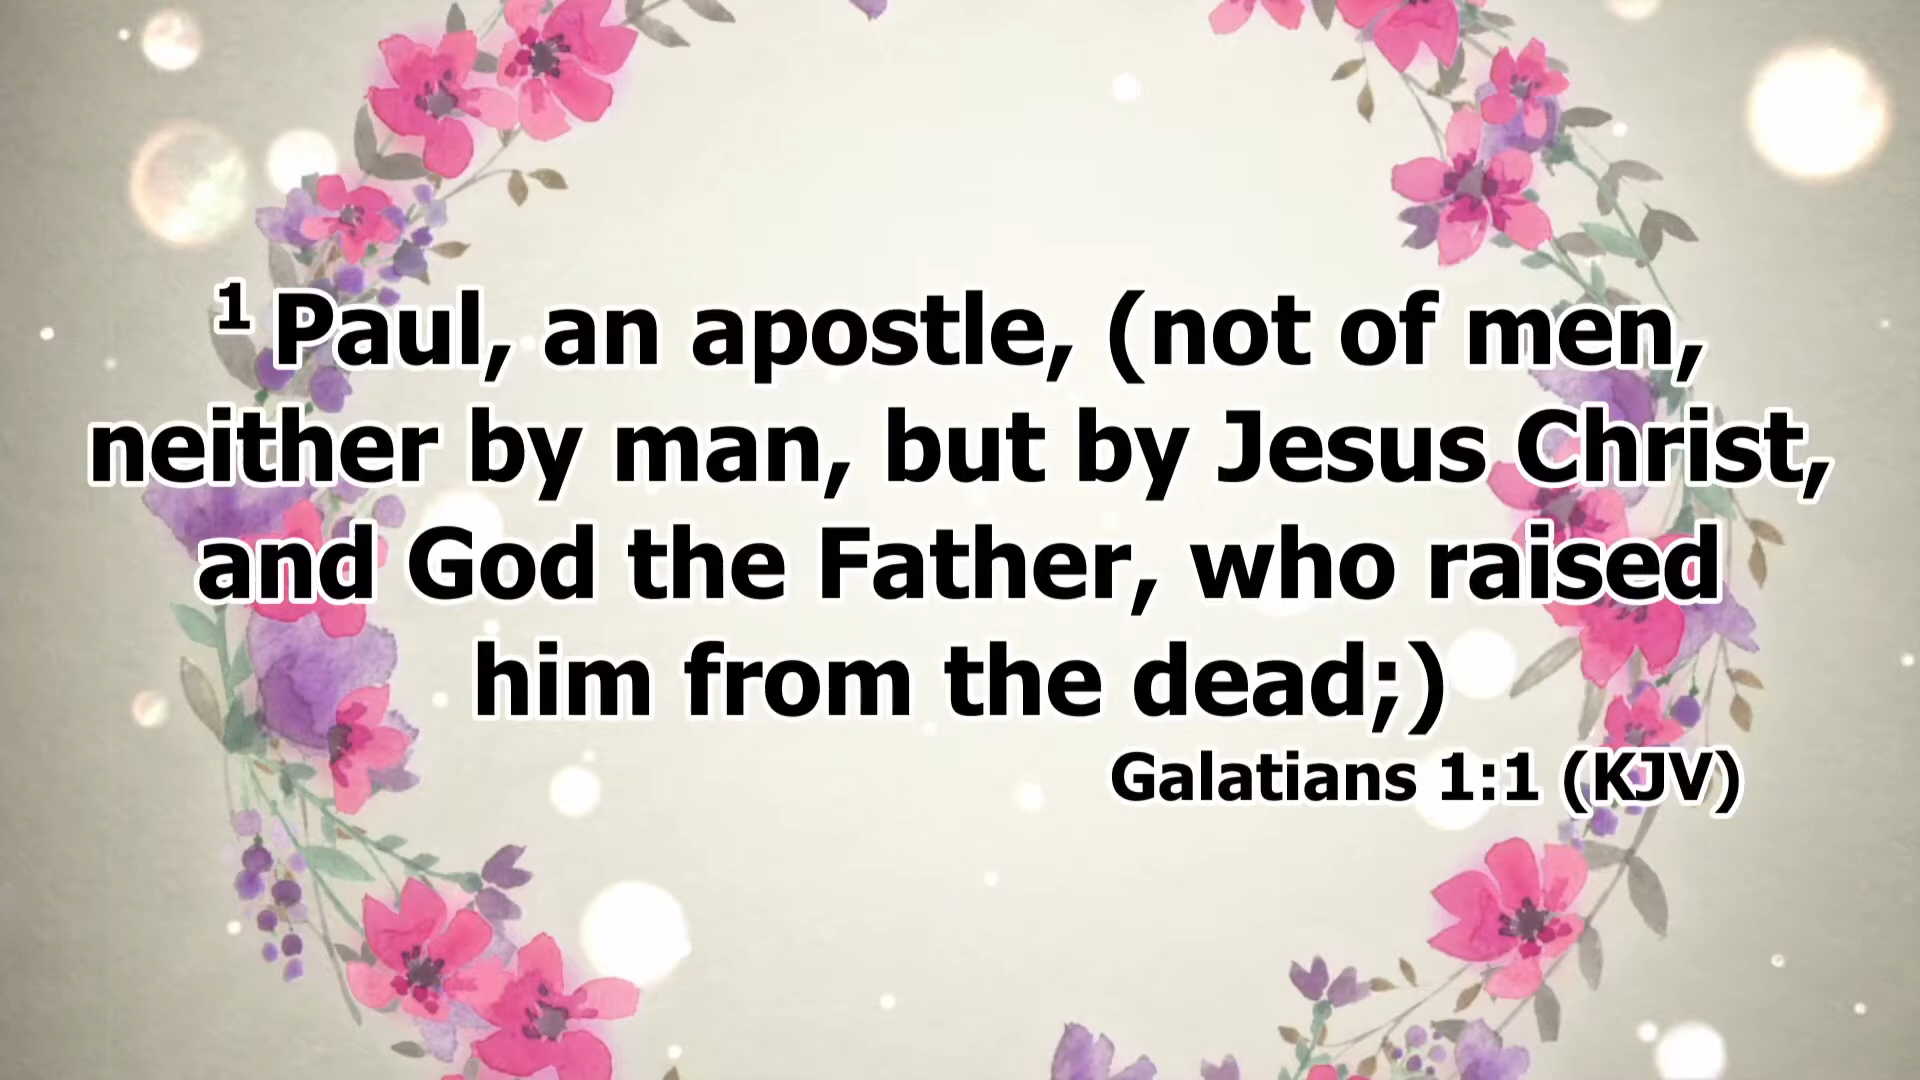 1 Paul, an apostle, (not of men,
neither by man, but by Jesus Christ,
and God the Father, who raised
him from the dead;)
Galatians 1:1 (KJV)